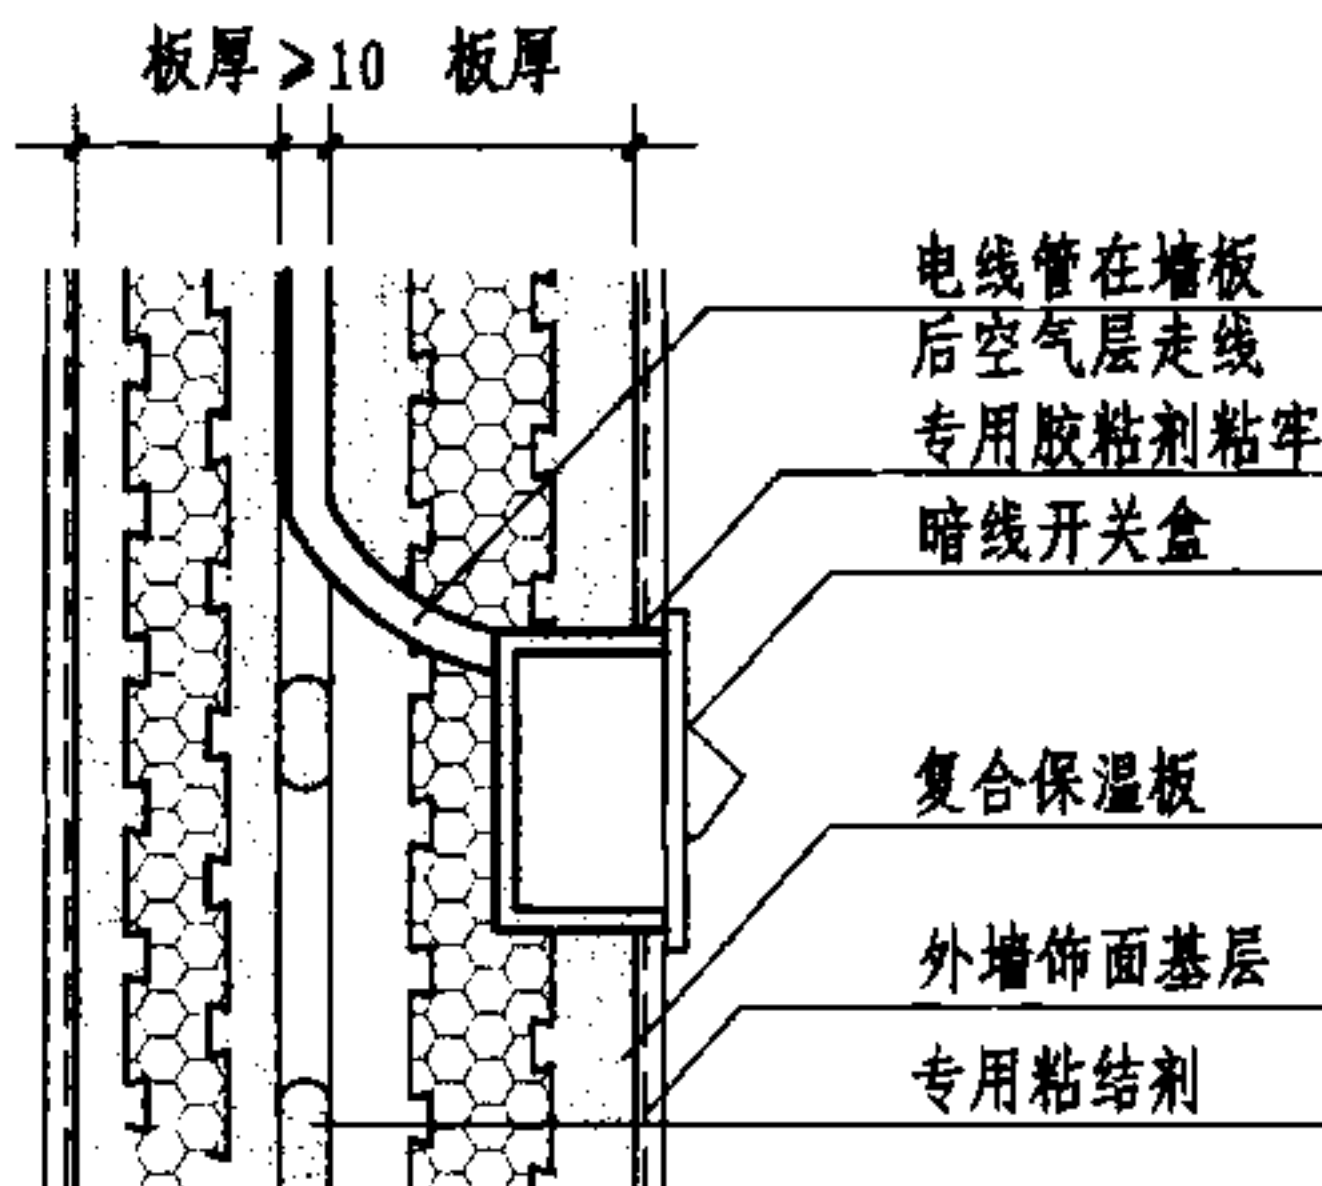 板厚 ≥10 板厚
电线管在墙板
后空气层走线
专用胶粘剂粘牢
暗线开关盒
复合保温板
外墙饰面基层
专用粘结剂